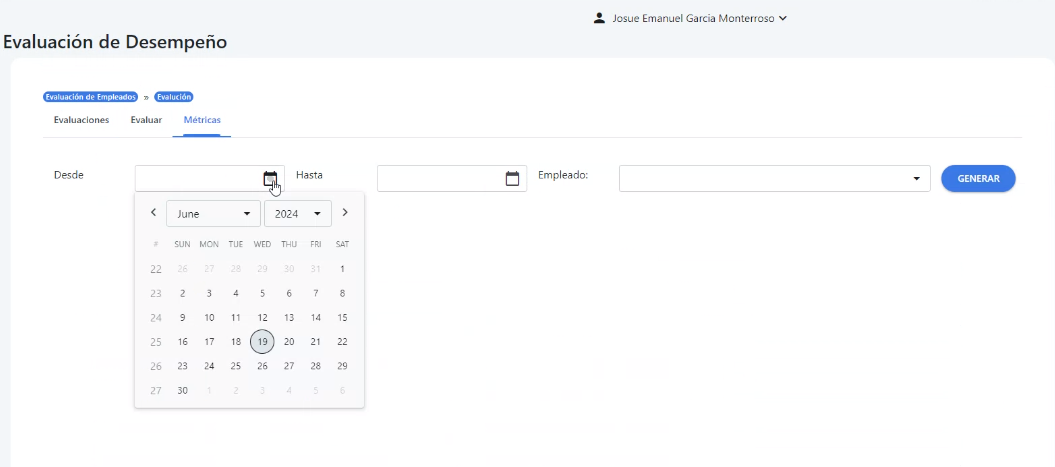 Josue Emanuel Garcia Monterroso
Evaluación de Desempeño
Evaluación de Empleados » Evalución
Evaluaciones Evaluar Métricas
Desde Hasta Empleado: GENERAR
June 2024
# SUN MON TUE WED THU FRI SAT
22 26 27 28 29 30 31 1
23 2 3 4 5 6 7 8
24 9 10 11 12 13 14 15
25 16 17 18 19 20 21 22
26 23 24 25 26 27 28 29
27 30 1 2 3 4 5 6